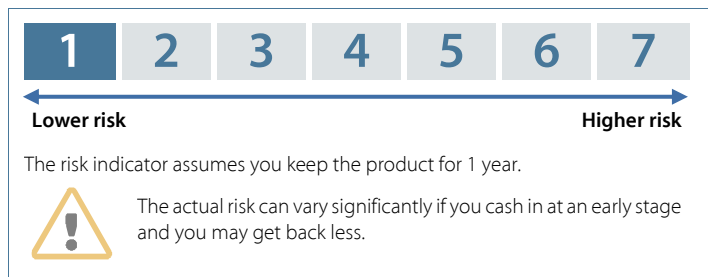 1 2 3 4 5 6 7
Lower risk Higher risk
The risk indicator assumes you keep the product for 1 year.
!
The actual risk can vary significantly if you cash in at an early stage
and you may get back less.